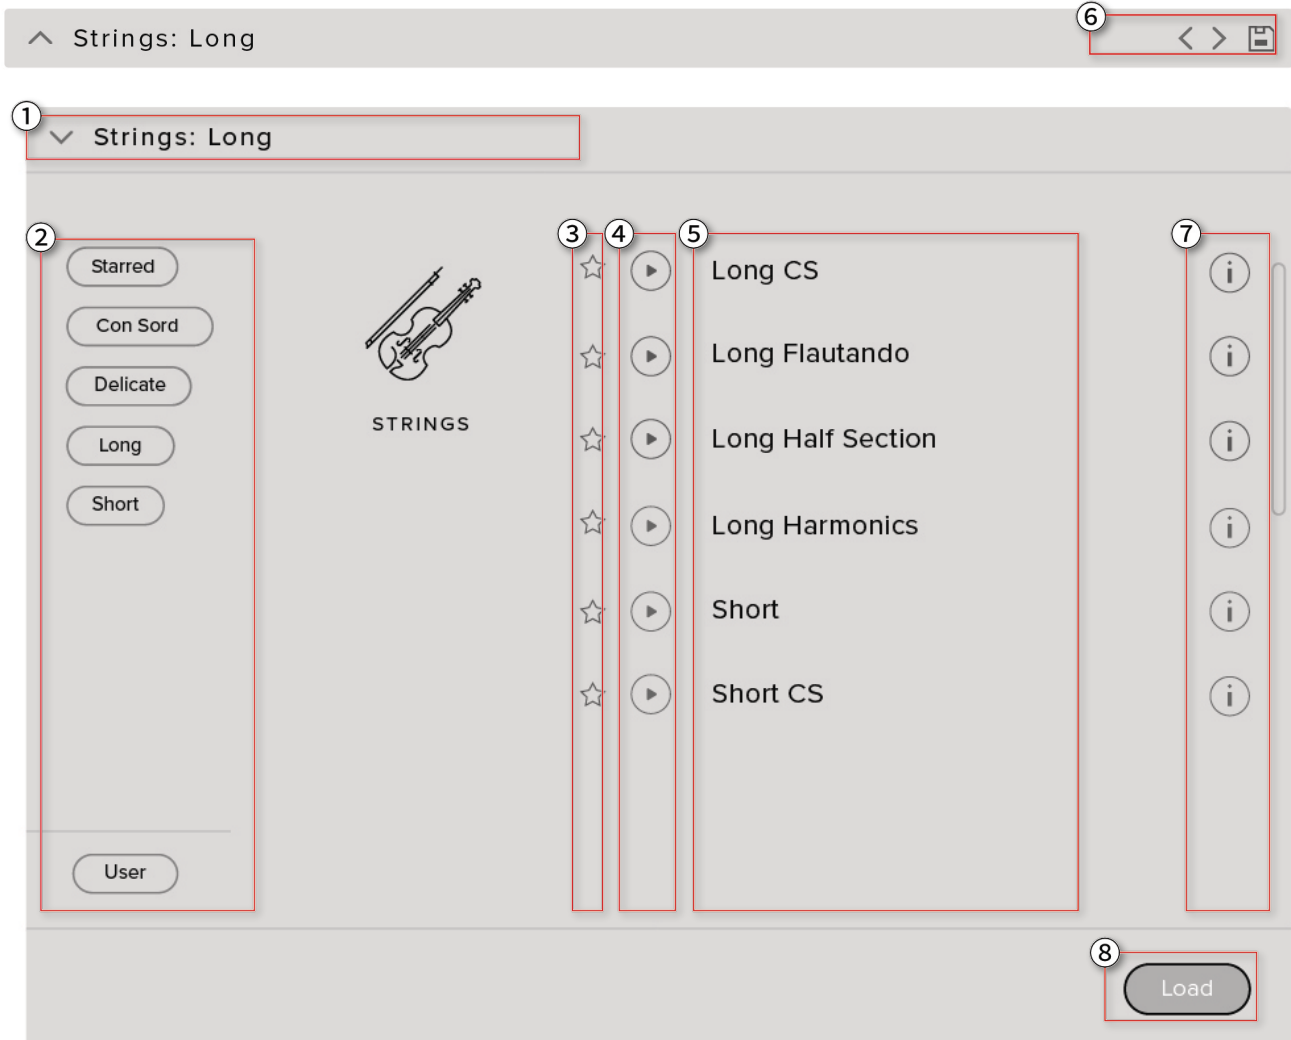 6
Strings: Long
1
Strings: Long
2
3
4
5
7
Starred
Con Sord
Delicate
Long
Short
User
STRINGS
Long CS
Long Flautando
Long Half Section
Long Harmonics
Short
Short CS
i
i
i
i
i
i
8
Load